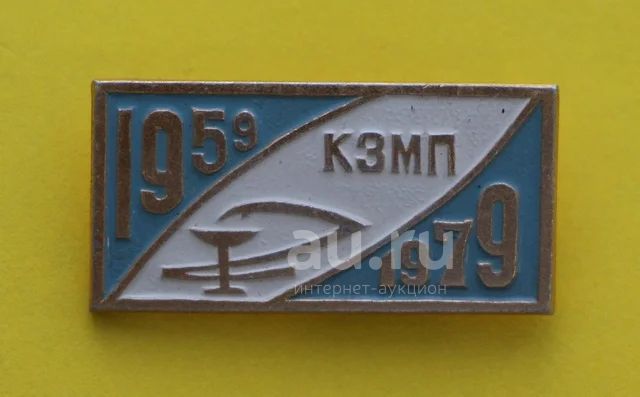 1959
КЗМП
1979
au.ru
интернет-аукцион